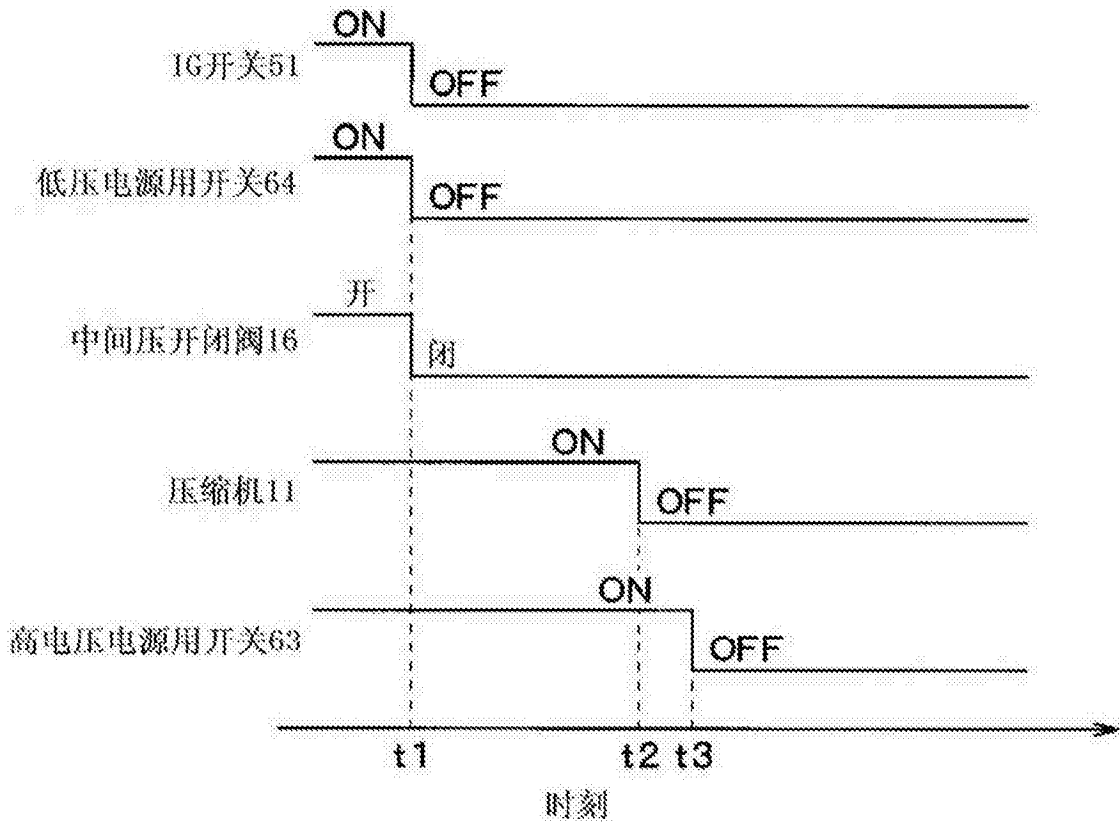 ON
IG开关61
OFF
ON
低压电源用开关64
OFF
开
中间压开闭阀16
闭
ON
压缩机11
OFF
ON
高电压电源用开关63
OFF
t1 t2 t3
时刻